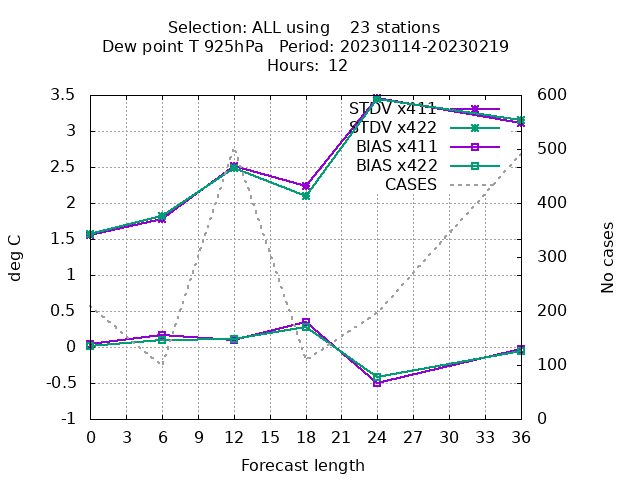 Selection: ALL using    23 stations
Dew point T 925hPa   Period: 20230114-20230219
Hours: 12
STDV x411
STDV x422
BIAS x411
BIAS x422
CASES
3.5
3
2.5
2
1.5
1
0.5
0
-0.5
-1
deg C
600
500
400
300
200
100
0
No cases
0 3 6 9 12 15 18 21 24 27 30 33 36
Forecast length